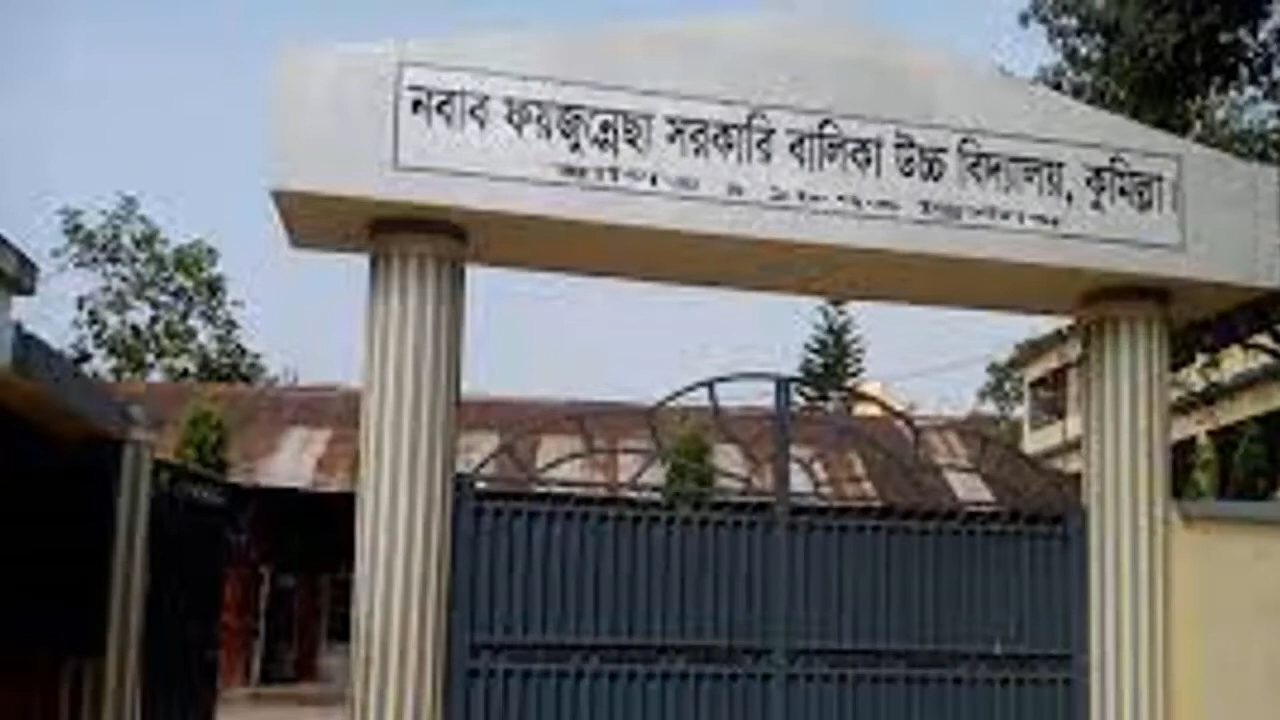 নবাব ফয়জুন্নেছা সরকারি বালিকা উচ্চ বিদ্যালয়, কুমিল্লা।